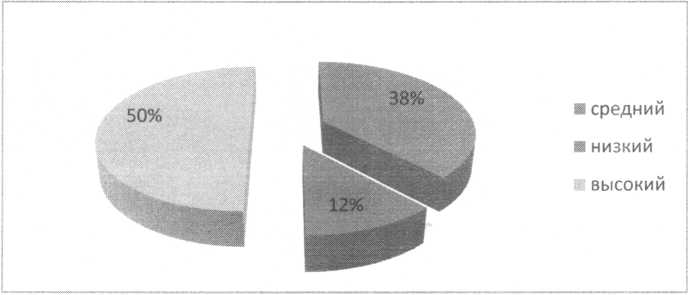 38%
50%
12%
средний
низкий
высокий